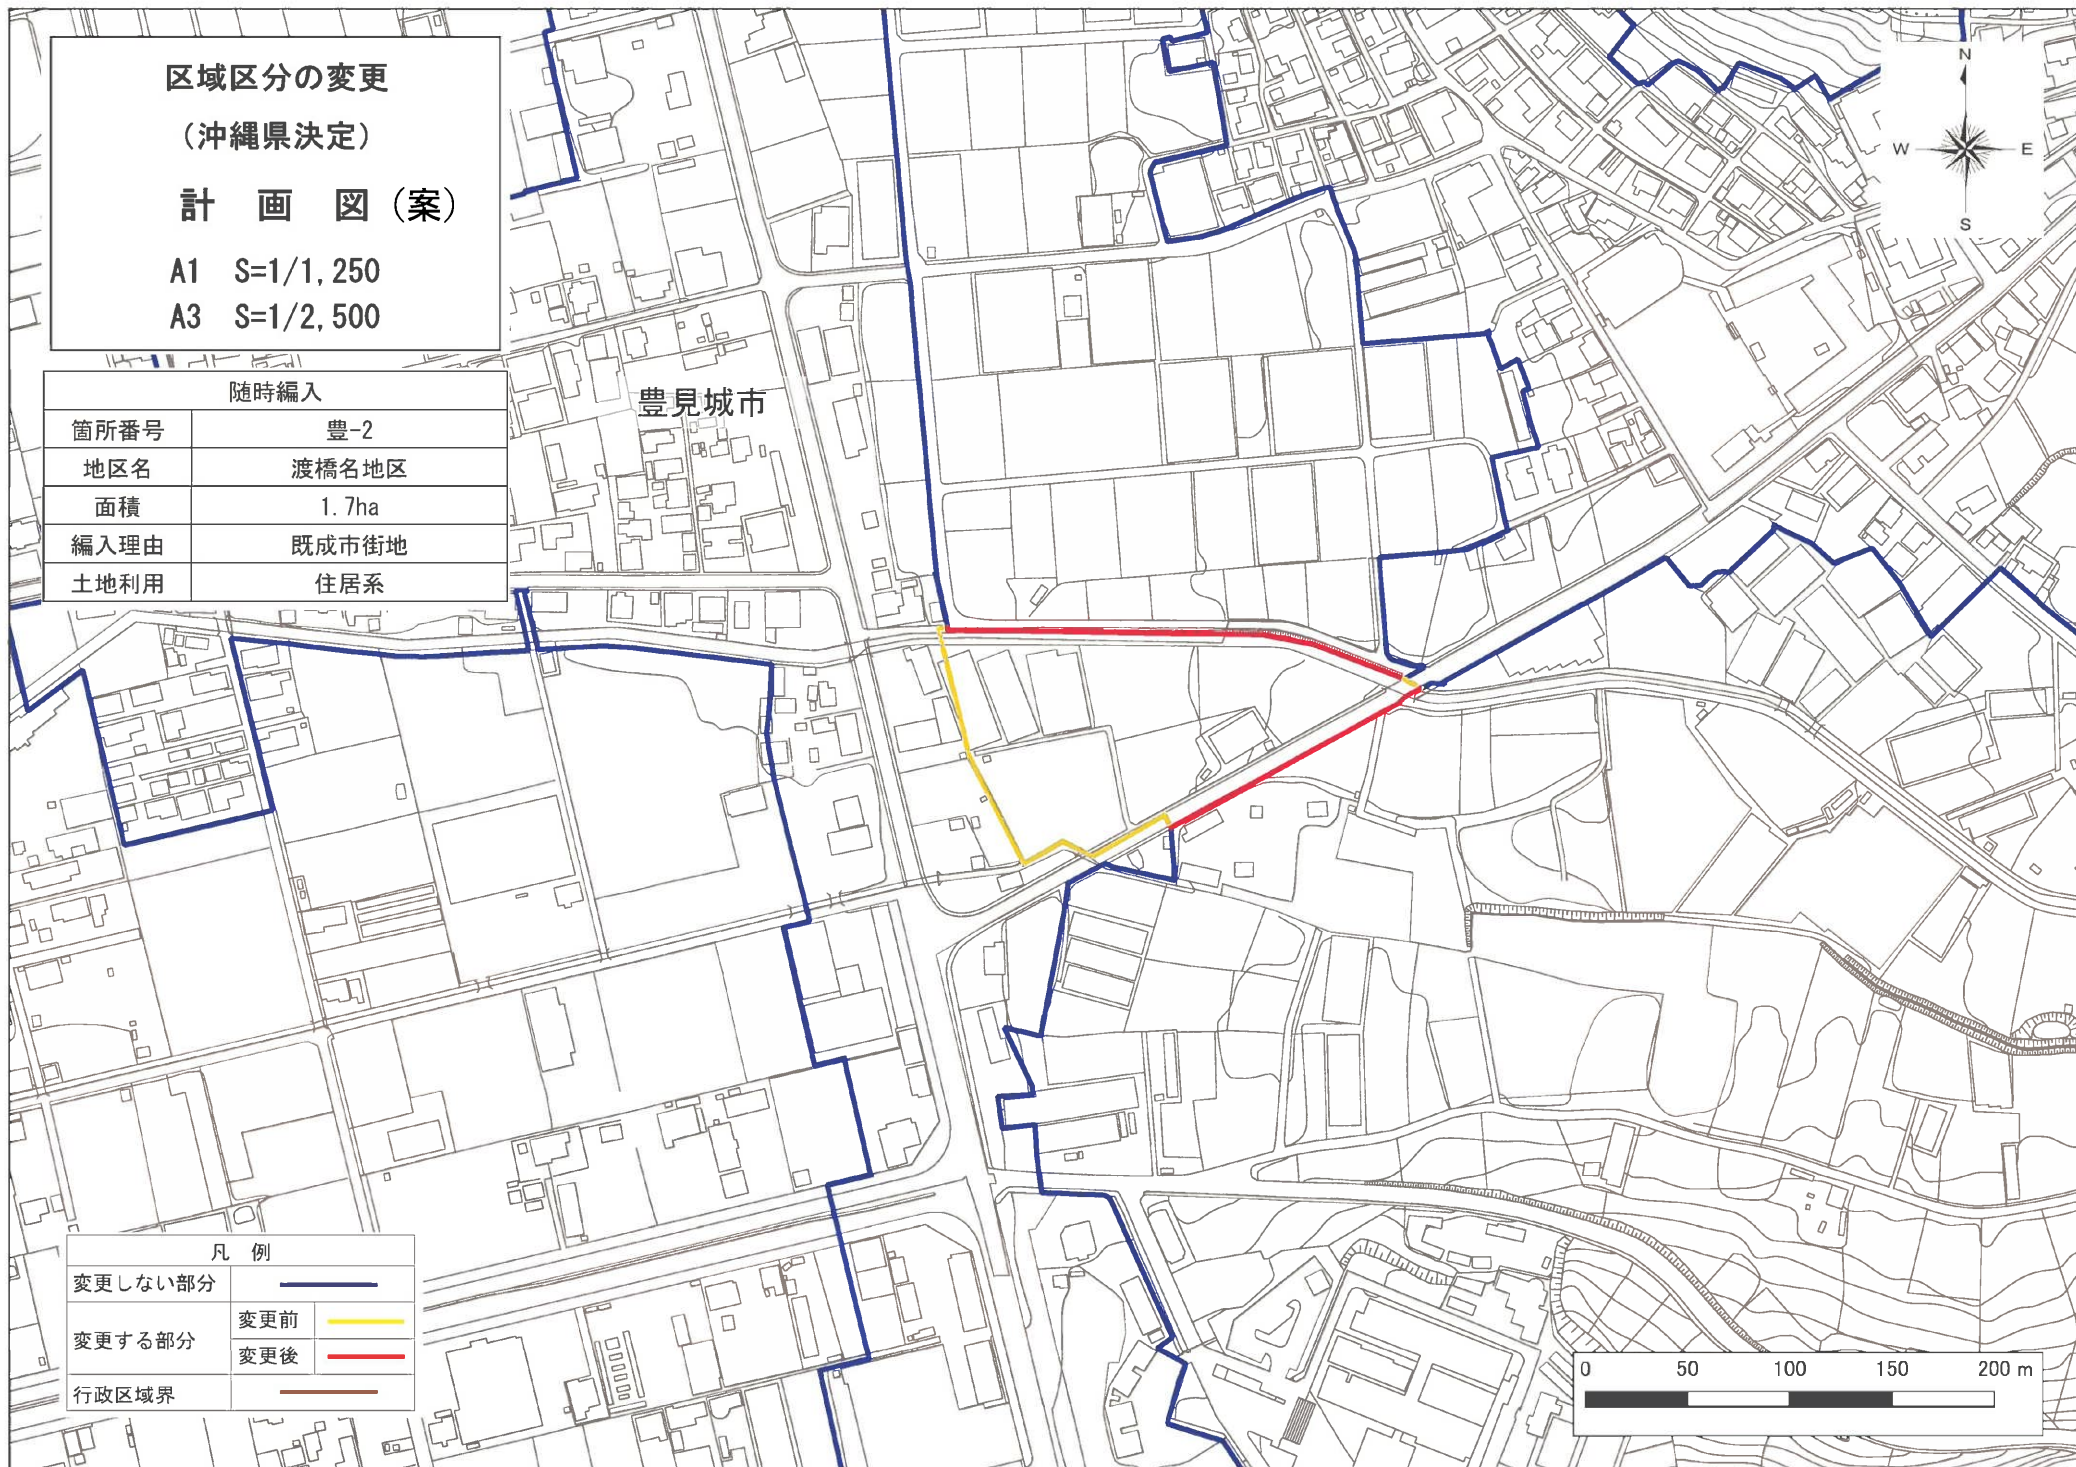 区域区分の変更
（沖縄県決定）
計 画 図（案）
A1 S=1/1,250
A3 S=1/2,500
随時編入
箇所番号 豊-2
地区名 渡橋名地区
面積 1.7ha
編入理由 既成市街地
土地利用 住居系
豊見城市
N
W E
S
凡 例
変更しない部分
変更する部分
変更前
変更後
行政区域界
0 50 100 150 200 m